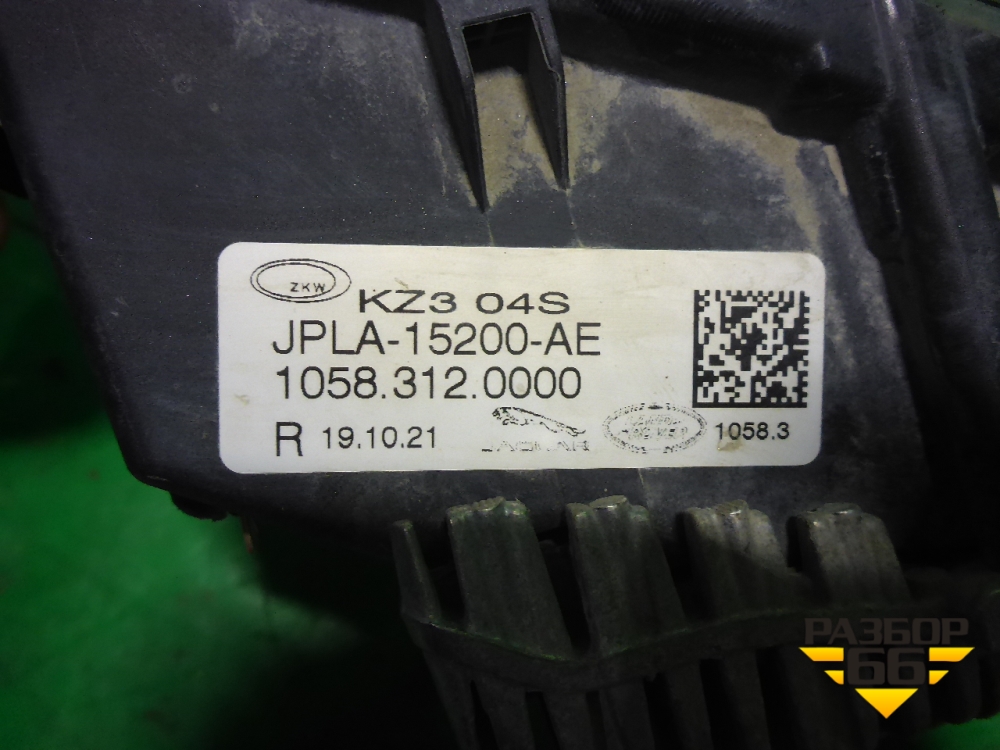 ZKW
KZ3 04S
JPLA-15200-AE
1058.312.0000
R 19.10.21 JAGUAR 1058.3
РАЗБОР
66